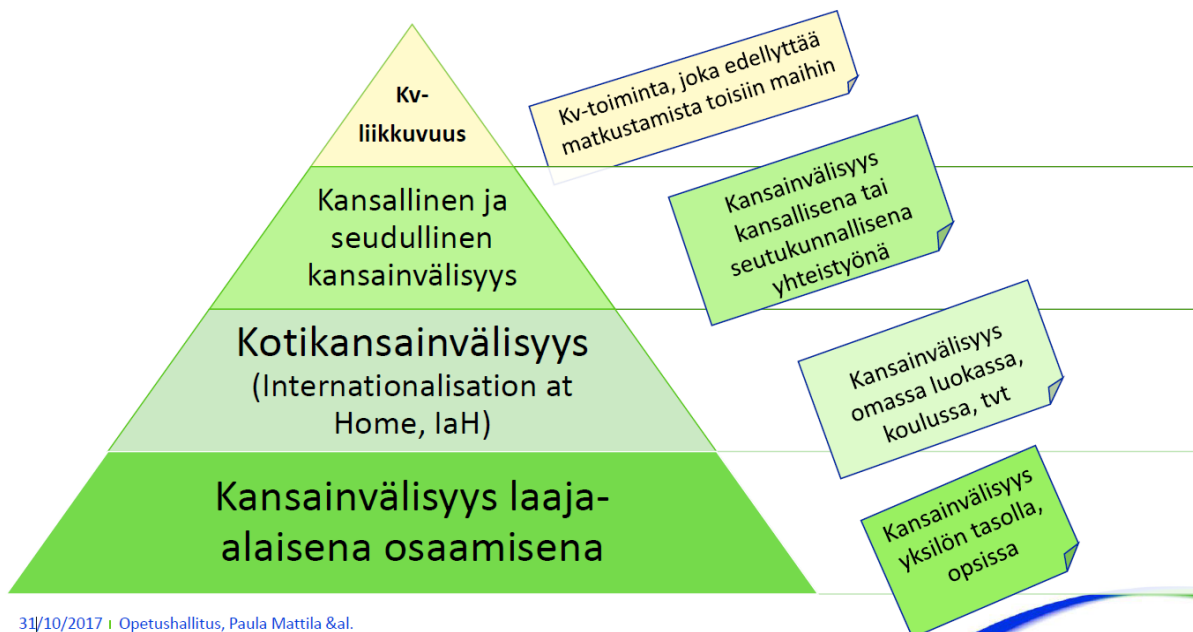 Kv-
liikkuvuus
Kv-toiminta, joka edellyttää
matkustamista toisiin maihin
Kansallinen ja
seudullinen
kansainvälisyys
Kansainvälisyys
kansallisena tai
seutukunnallisena
yhteistyönä
Kotikansainvälisyys
(Internationalisation at
Home, IaH)
Kansainvälisyys
omassa luokassa,
koulussa, tvt
Kansainvälisyys laaja-
alaisena osaamisena
Kansainvälisyys
yksilön tasolla,
opsissa
31/10/2017 | Opetushallitus, Paula Mattila &al.